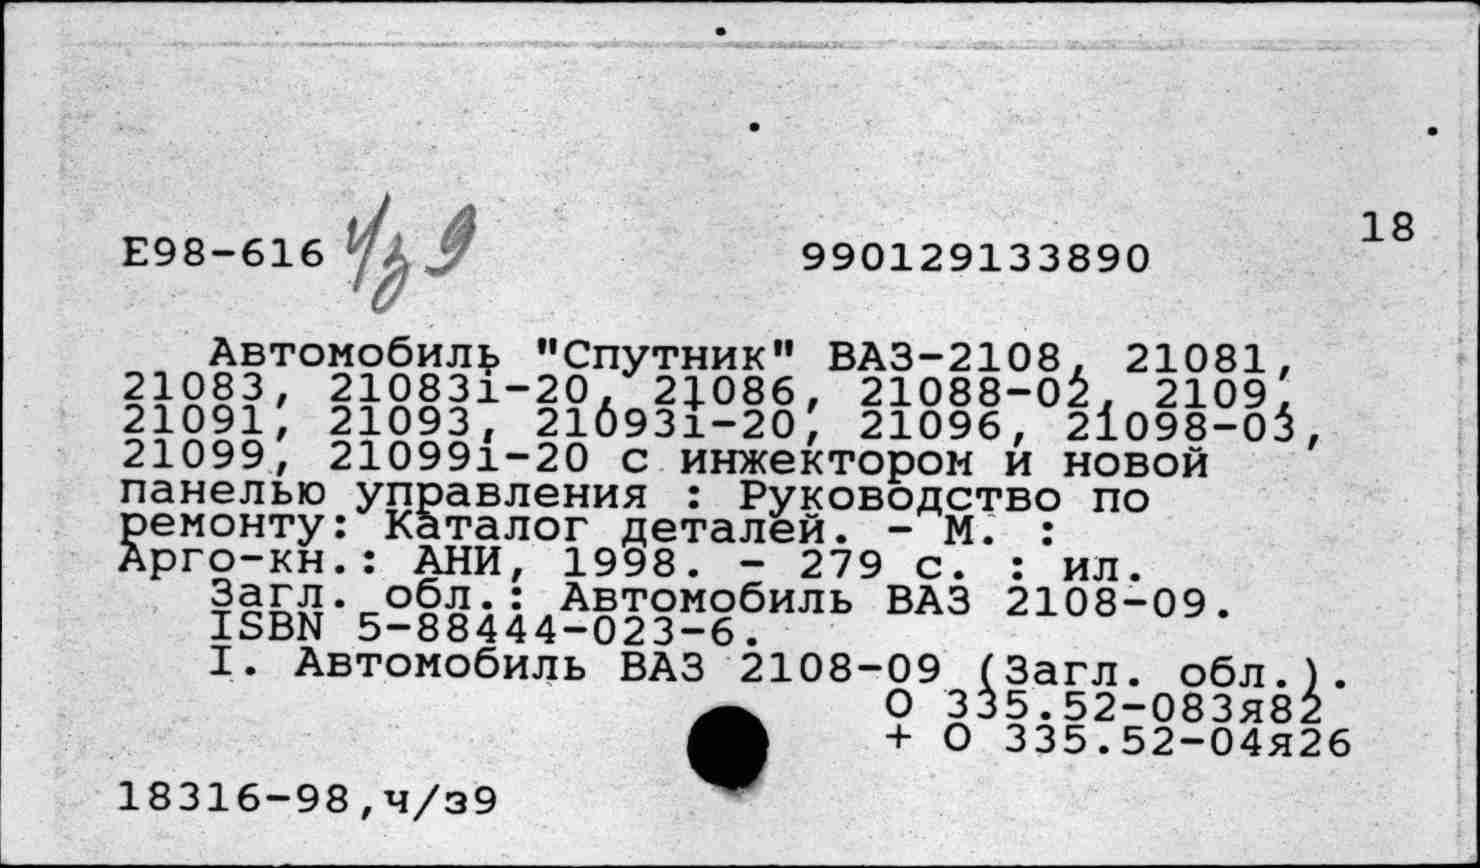 18
E98-616 ч/з 9 990129133890
Автомобиль "Спутник" ВАЗ-2108, 21081,
21083, 21083i-20, 21086, 21088-02, 2109,
21091, 21093, 21093i-20, 21096, 21098-03,
21099, 21099i-20 с инжектором и новой
панелью управления : Руководство по
ремонту: Каталог деталей. - М. :
Арго-кн.: АНИ, 1998. - 279 с. : ил.
Загл. обл.: Автомобиль ВАЗ 2108-09.
ISBN 5-88444-023-6.
I. Автомобиль ВАЗ 2108-09 (Загл. обл.).
О 335.52-083я82
+ О 335.52-04я26
18316-98,ч/з9